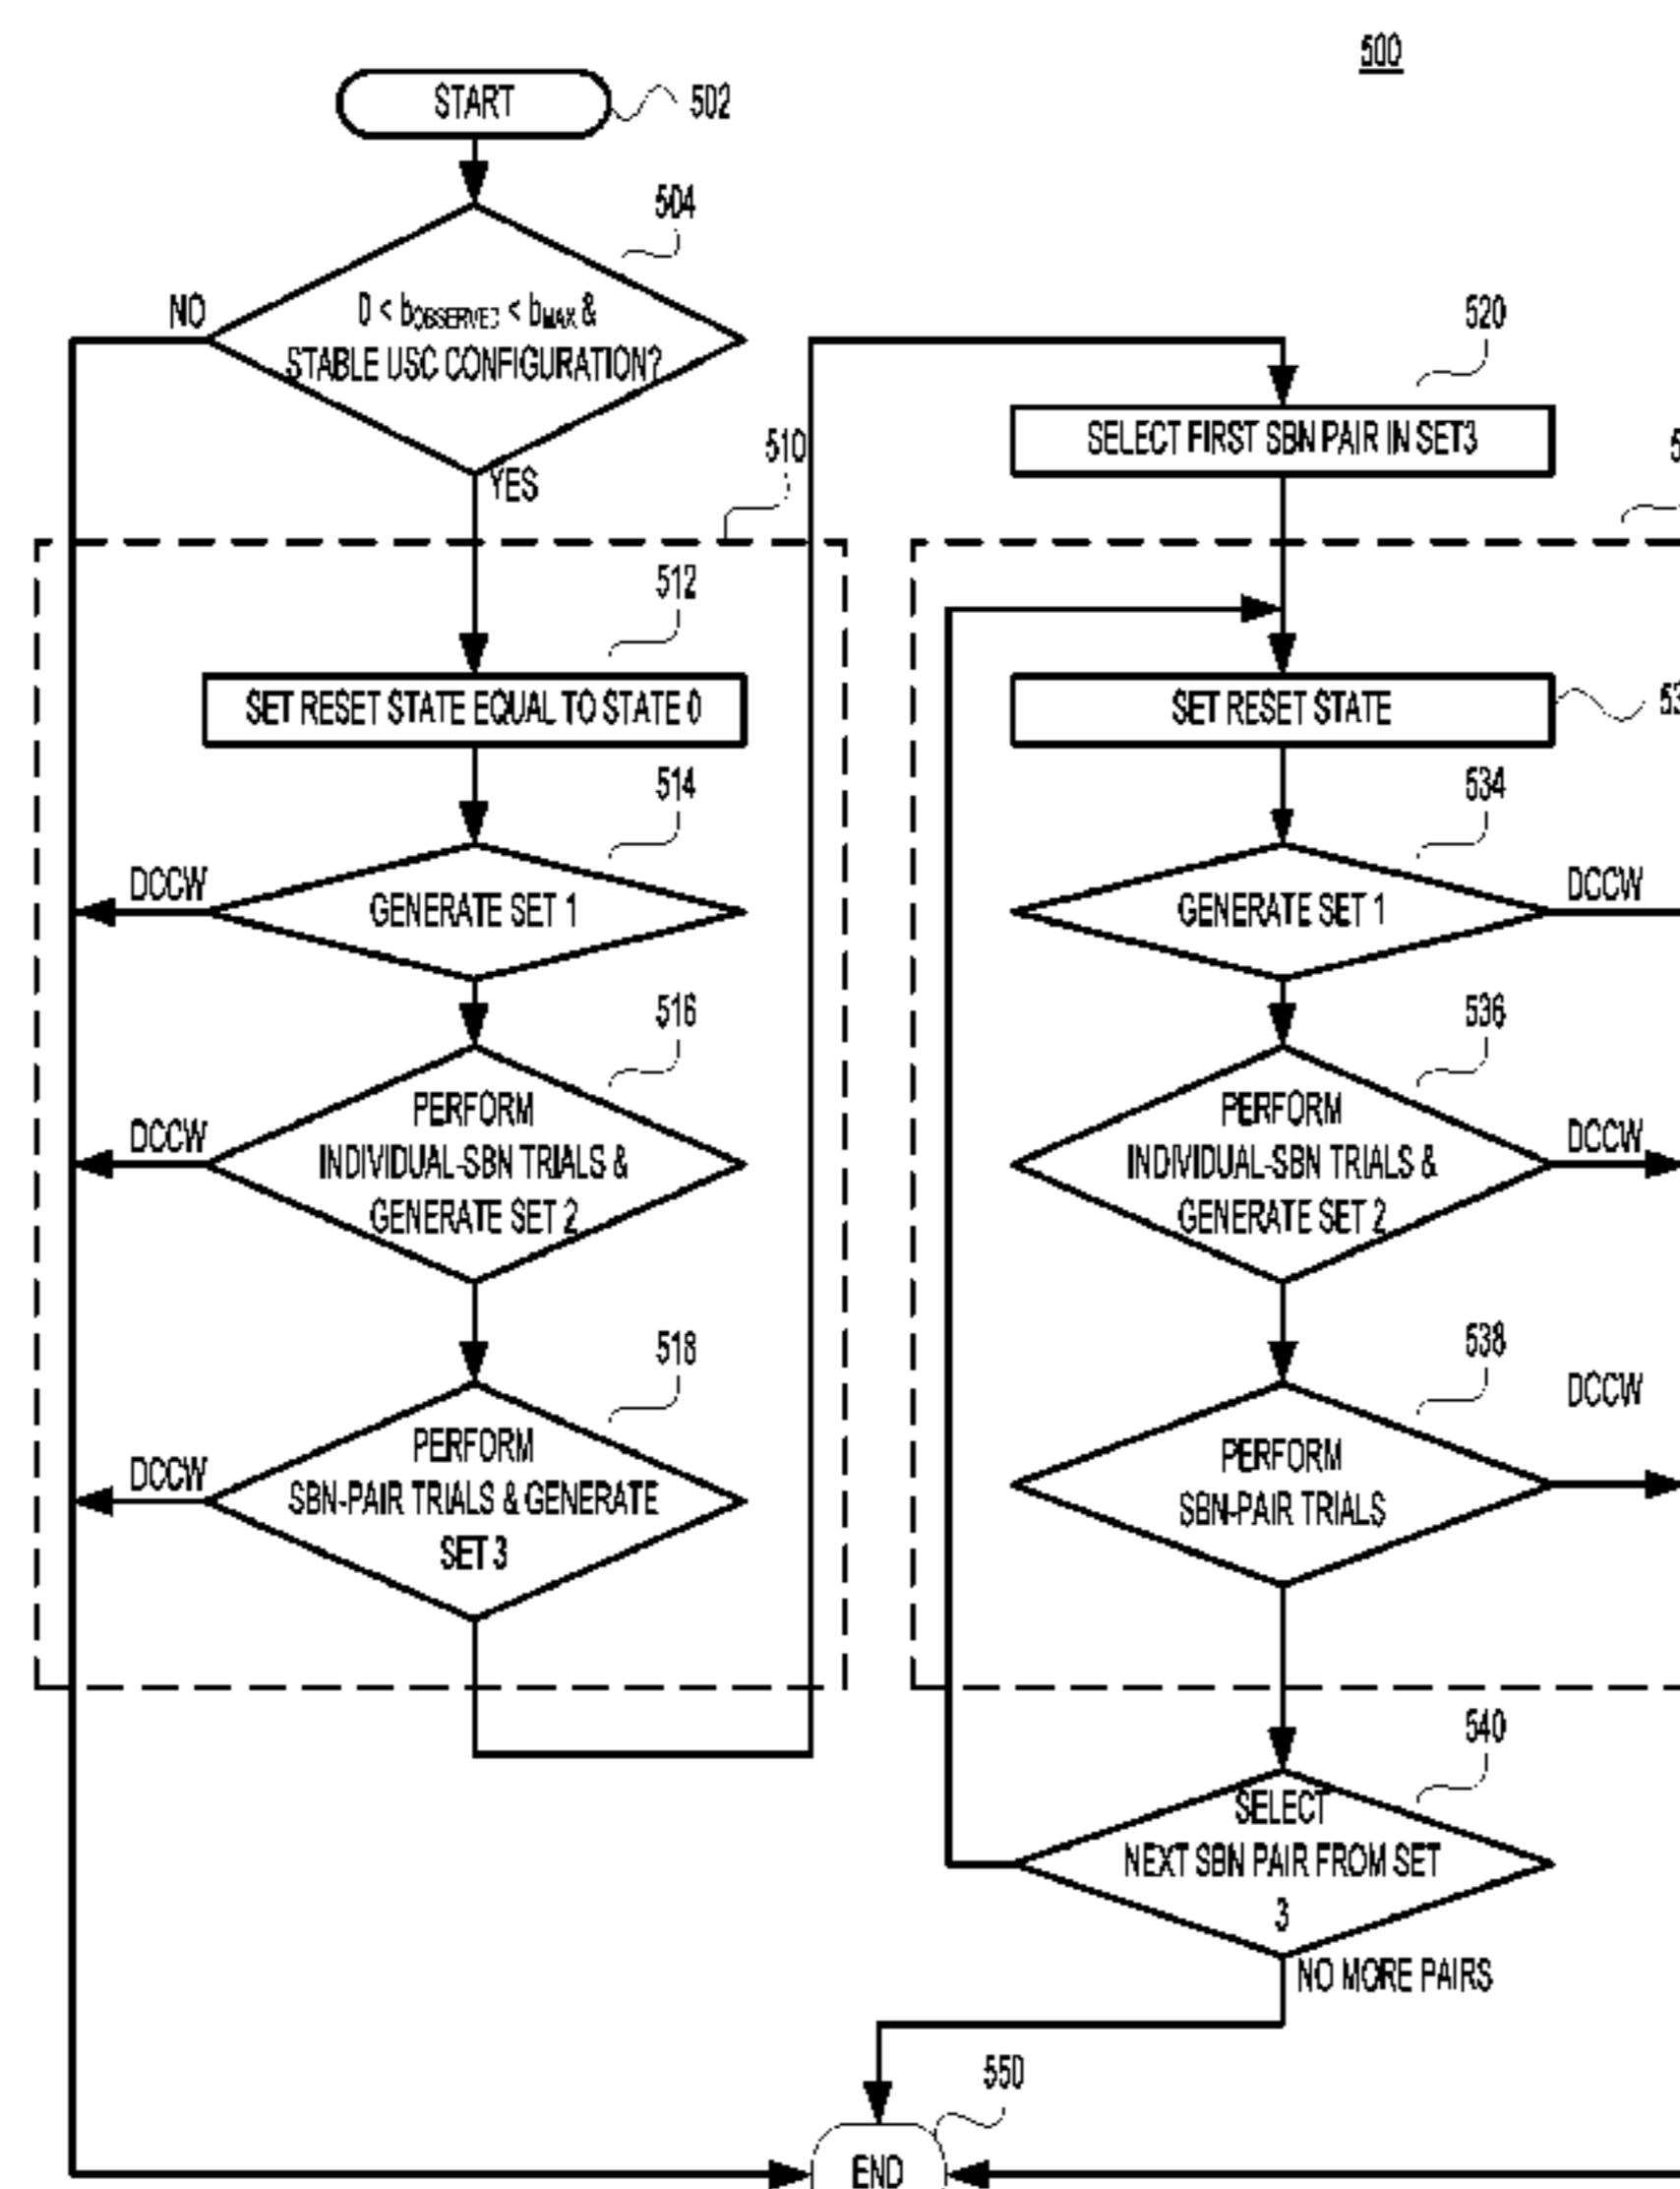 500
START
502
504
NO
0 < bOBSERVED < bMAX &
STABLE USC CONFIGURATION?
YES
510
512
SET RESET STATE EQUAL TO STATE 0
514
DCCW
GENERATE SET 1
516
DCCW
PERFORM
INDIVIDUAL-SBN TRIALS &
GENERATE SET 2
518
DCCW
PERFORM
SBN-PAIR TRIALS & GENERATE
SET 3
520
SELECT FIRST SBN PAIR IN SET3
SET RESET STATE
534
GENERATE SET 1
DCCW
536
PERFORM
INDIVIDUAL-SBN TRIALS &
GENERATE SET 2
DCCW
538
PERFORM
SBN-PAIR TRIALS
DCCW
540
SELECT
NEXT SBN PAIR FROM SET
3
NO MORE PAIRS
550
END